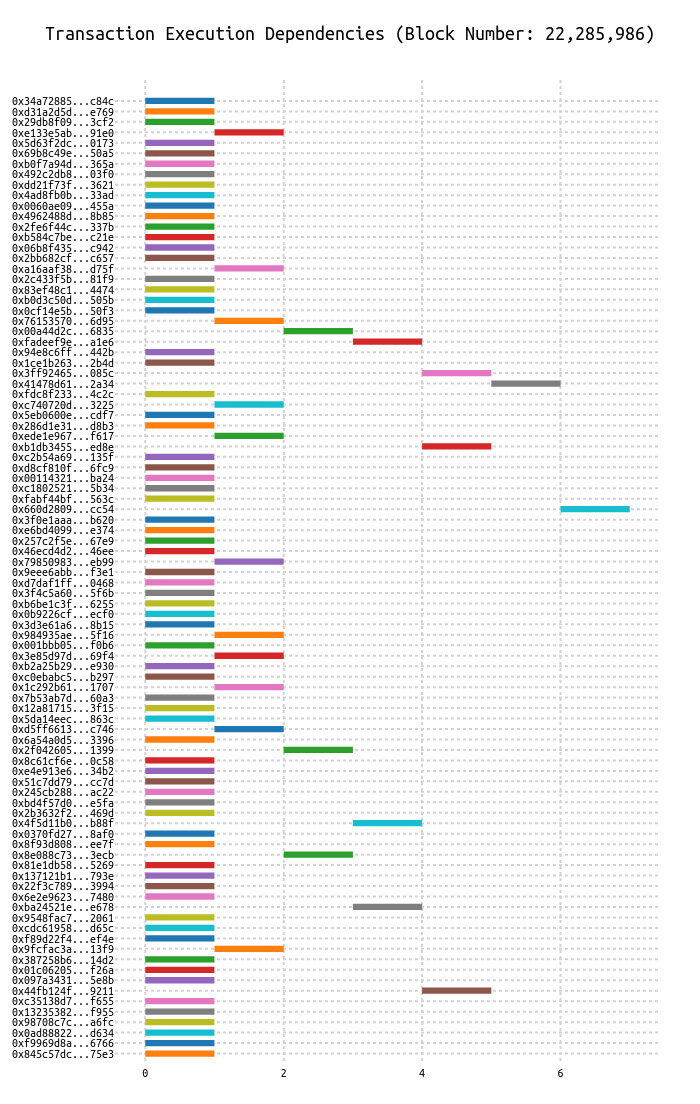 Transaction Execution Dependencies (Block Number: 22,285,986)
0x34a72885...c84c
0xd31a2d5d...e769
0x29db8f09...3cf2
0xe133e5ab...91e0
0x5d63f2dc...0173
0x69b8c49e...50a5
0xb0f7a94d...365a
0x492c2db8...03f0
0xdd21f73f...3621
0x4ad8fb0b...33ad
0x0060ae09...455a
0x4962488d...8b85
0x2fe6f44c...337b
0xb584c7be...c21e
0x06b8f435...c942
0x2bb682cf...c657
0xa16aaf38...d75f
0x2c433f5b...81f9
0x83ef48c1...4474
0xb0d3c50d...505b
0x0cf14e5b...50f3
0x76153570...6d95
0x00a44d2c...6835
0xfadeef9e...a1e6
0x94e8c6ff...442b
0x1ce1b263...2b4d
0x3ff92465...085c
0x41478d61...2a34
0xfdc8f233...4c2c
0xc740720d...3225
0x5eb0600e...cdf7
0x286d1e31...d8b3
0xede1e967...f617
0xb1db3455...ed8e
0xc2b54a69...135f
0xd8cf810f...6fc9
0x00114321...ba24
0xc1802521...5b34
0xfabf44bf...563c
0x660d2809...cc54
0x3f0e1aaa...b620
0xe6bd4099...e374
0x257c2f5e...67e9
0x46ecd4d2...46ee
0x79850983...eb99
0x9eee6abb...f3e1
0xd7daf1ff...0468
0x3f4c5a60...5f6b
0xb6be1c3f...6255
0x0b9226cf...ecf0
0x3d3e61a6...8b15
0x984935ae...5f16
0x001bbb05...f0b6
0x3e85d97d...69f4
0xb2a25b29...e930
0xc0ebabc5...b297
0x1c292b61...1707
0x7b53ab7d...60a3
0x12a81715...3f15
0x5da14eec...863c
0xd5ff6613...c746
0x6a54a0d5...3396
0x2f042605...1399
0x8c61cf6e...0c58
0xe4e913e6...34b2
0x51c7dd79...cc7d
0x245cb288...ac22
0xbd4f57d0...e5fa
0x2b3632f2...469d
0x4f5d11b0...b88f
0x0370fd27...8af0
0x8f93d808...ee7f
0x8e088c73...3ecb
0x81e1db58...5269
0x137121b1...793e
0x22f3c789...3994
0x6e2e9623...7480
0xba24521e...e678
0x9548fac7...2061
0xcdc61958...d65c
0xf89d22f4...ef4e
0x9fcfac3a...13f9
0x387258b6...14d2
0x01c06205...f26a
0x097a3431...5e8b
0x44fb124f...9211
0xc35138d7...f655
0x13235382...f955
0x98708c7c...a6fc
0x0ad88822...d634
0xf9969d8a...6766
0x845c57dc...75e3
0 2 4 6